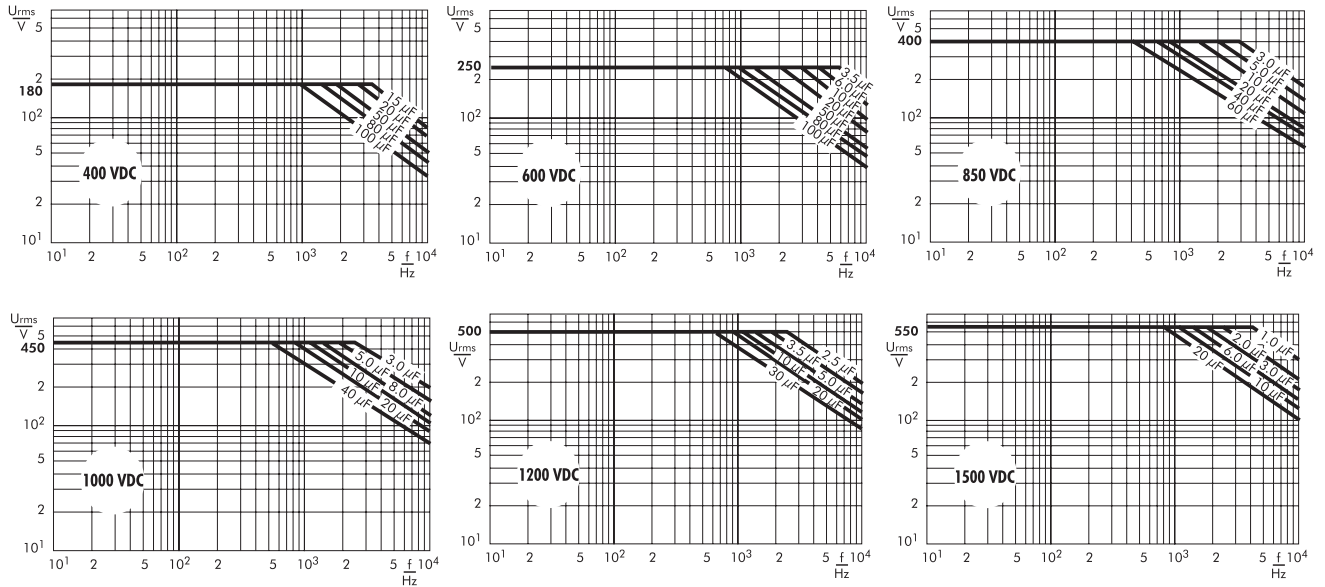 Urms
V
5
2
180
10²
5
2
10¹
400 VDC
15 µF
20 µF
80 µF
100 µF
10¹ 2 5 10² 2 5 10³ 2 5 f 10⁴
Hz
Urms
V
5
250
2
10²
5
2
10¹
600 VDC
3.5 µF
6.0 µF
10 µF
20 µF
80 µF
100 µF
10¹ 2 5 10² 2 5 10³ 2 5 f 10⁴
Hz
Urms
V
400
2
10²
5
2
10¹
850 VDC
3.0 µF
5.0 µF
10 µF
20 µF
40 µF
60 µF
10¹ 2 5 10² 2 5 10³ 2 5 f 10⁴
Hz
Urms
V 5
450
2
10²
5
2
10¹
1000 VDC
3.0 µF
5.0 µF
8.0 µF
10 µF
20 µF
40 µF
10¹ 2 5 10² 2 5 10³ 2 5 f 10⁴
Hz
500
Urms
V
2
10²
5
2
10¹
1200 VDC
2.5 µF
3.5 µF
5.0 µF
10 µF
20 µF
30 µF
10¹ 2 5 10² 2 5 10³ 2 5 f 10⁴
Hz
550
Urms
V
2
10²
5
2
10¹
1500 VDC
1.0 µF
2.0 µF
3.0 µF
6.0 µF
10 µF
20 µF
10¹ 2 5 10² 2 5 10³ 2 5 f 10⁴
Hz